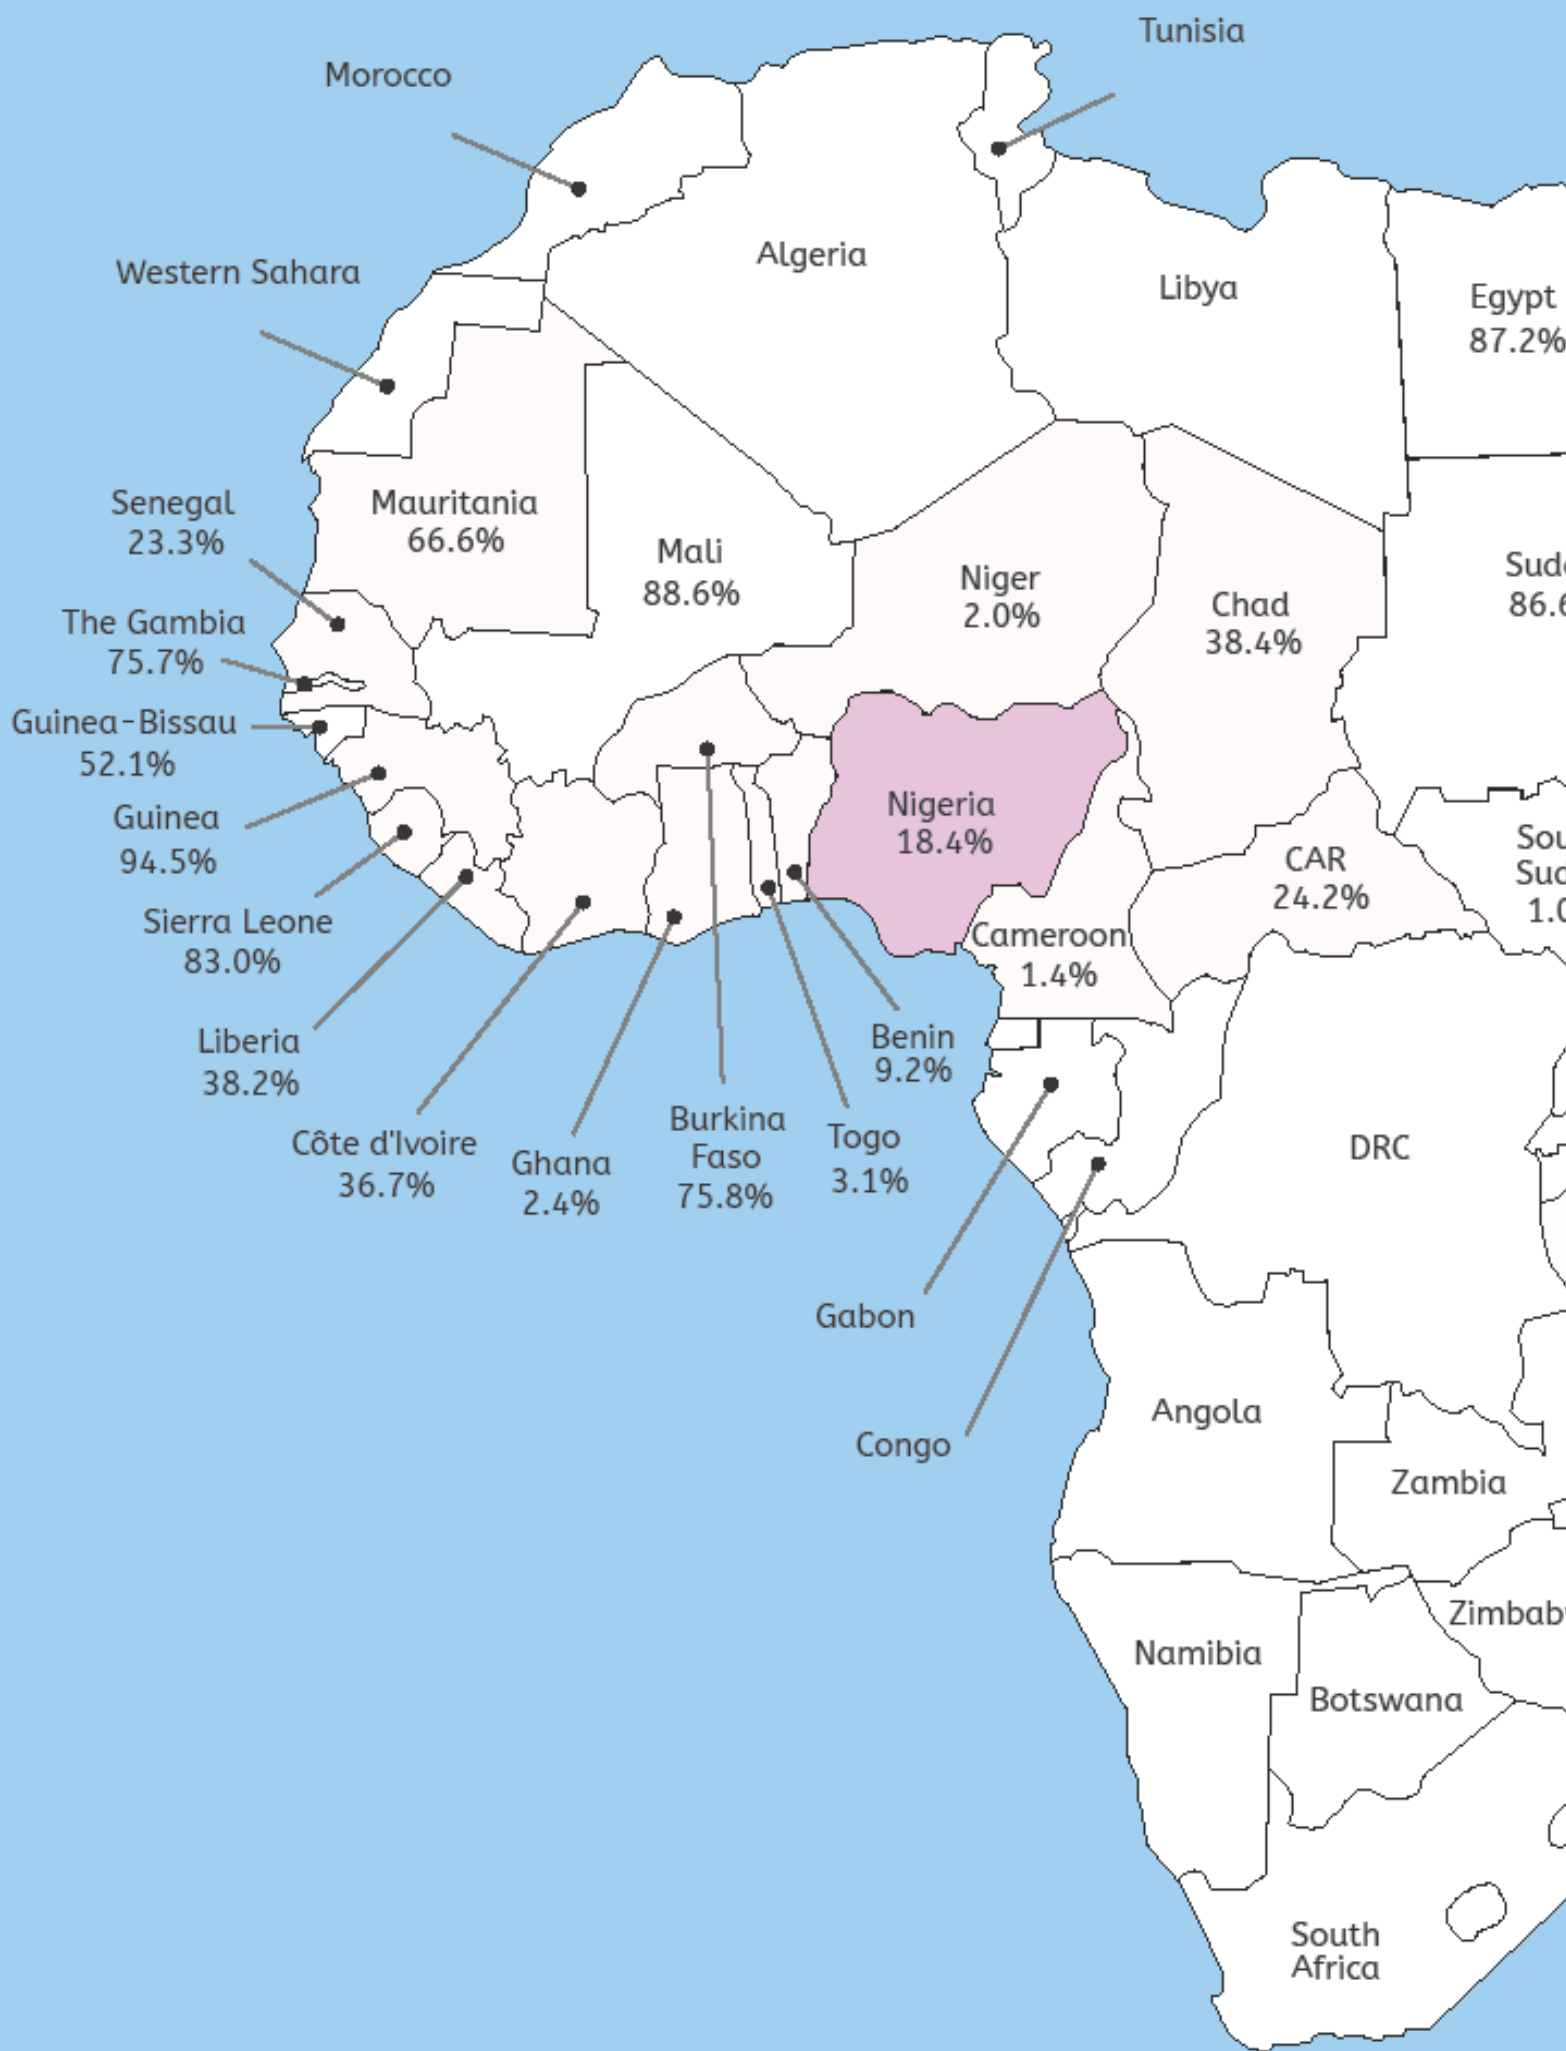 Tunisia
Morocco
Algeria
Western Sahara
Libya
Egypt
87.2%
Senegal
23.3%
Mauritania
66.6%
Mali
88.6%
Niger
2.0%
Chad
38.4%
The Gambia
75.7%
Guinea-Bissau
52.1%
Guinea
94.5%
Nigeria
18.4%
CAR
24.2%
Sierra Leone
83.0%
Cameroon
1.4%
Liberia
38.2%
Benin
9.2%
Côte d'Ivoire
36.7%
Ghana
2.4%
Burkina
Faso
75.8%
Togo
3.1%
DRC
Gabon
Angola
Congo
Zambia
Namibia
Botswana
South
Africa